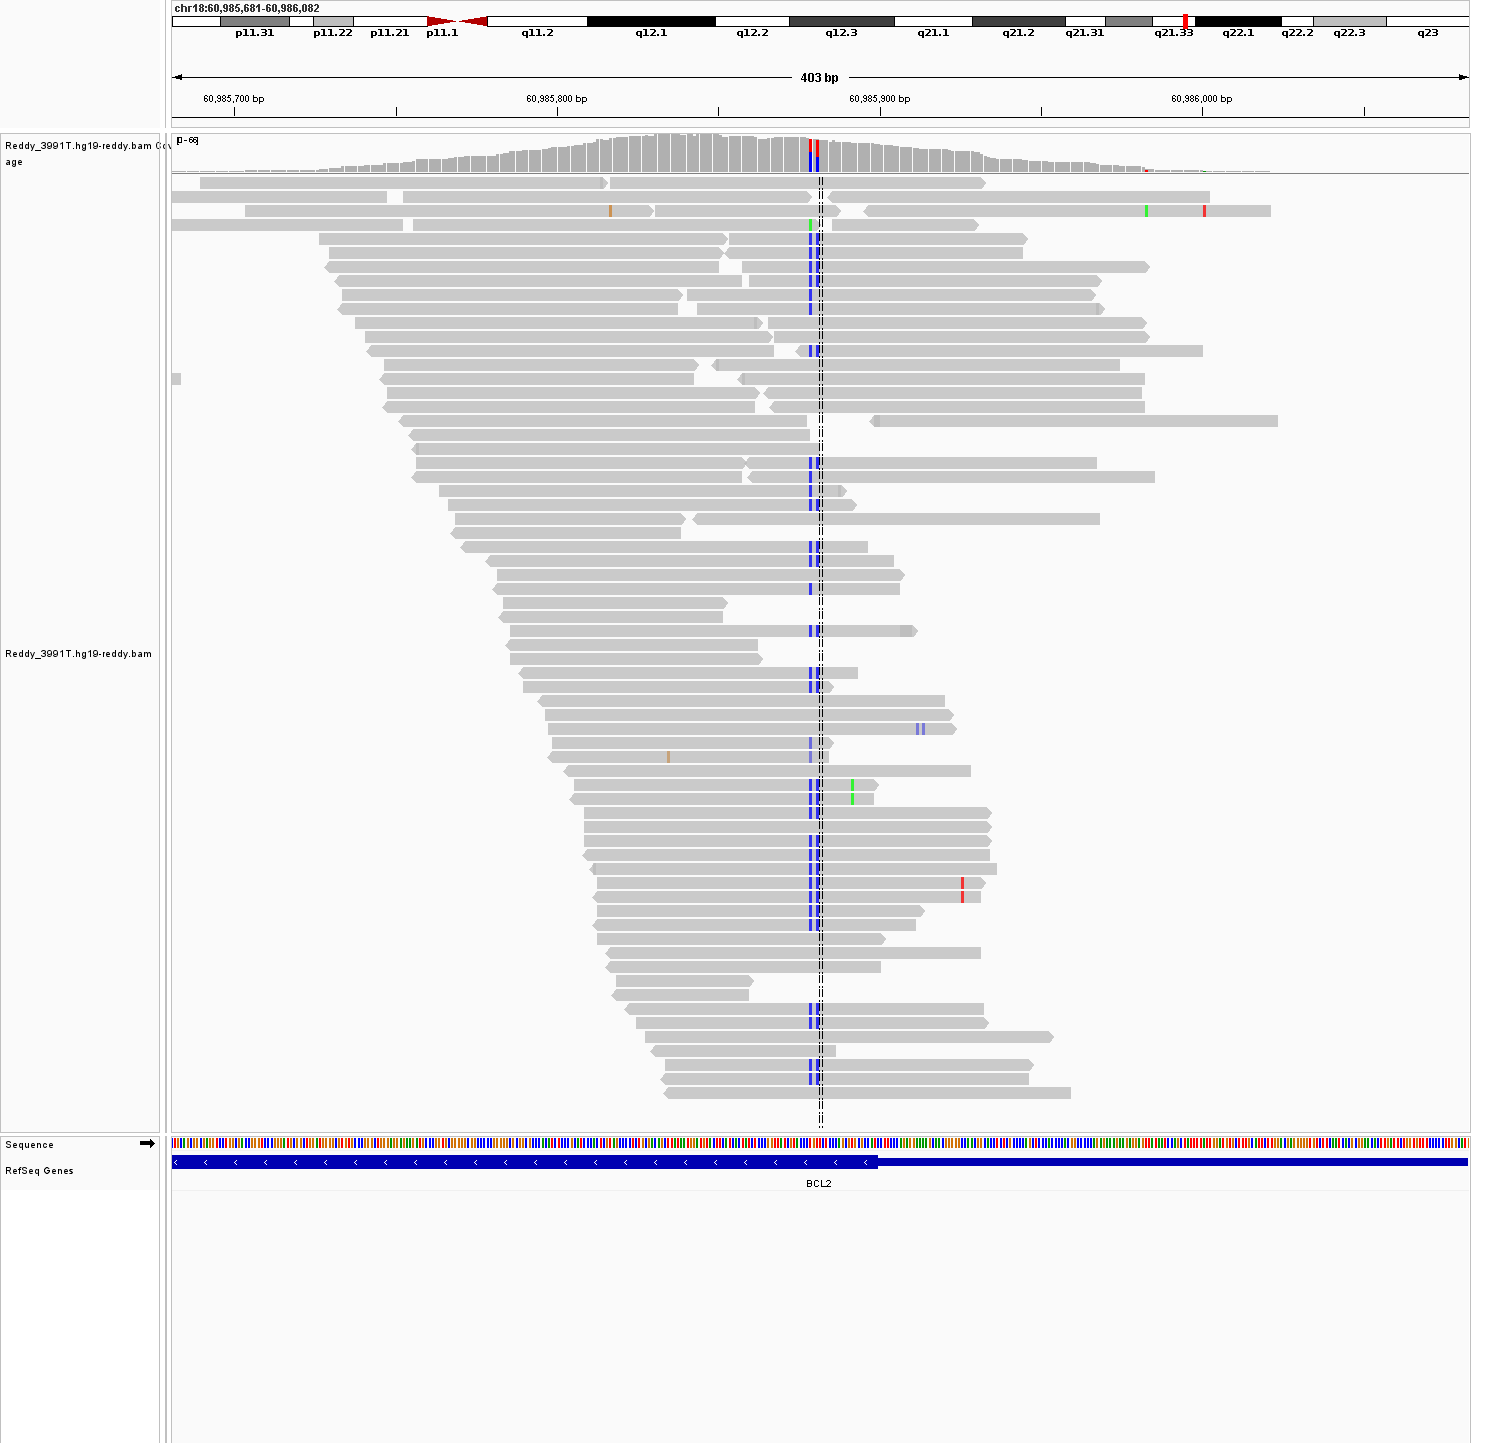 chr18:60,985,681-60,986,082
p11.31 p11.22 p11.21 p11.1 q11.2 q12.1 q12.2 q12.3 q21.1 q21.2 q21.31 q21.33 q22.1 q22.2 q22.3 q23
403 bp
60,985,700 bp 60,985,800 bp 60,985,900 bp 60,986,000 bp
Reddy_3991T.hg19-reddy.bam Cov
age
[0-66]
Reddy_3991T.hg19-reddy.bam
Sequence
RefSeq Genes
BCL2